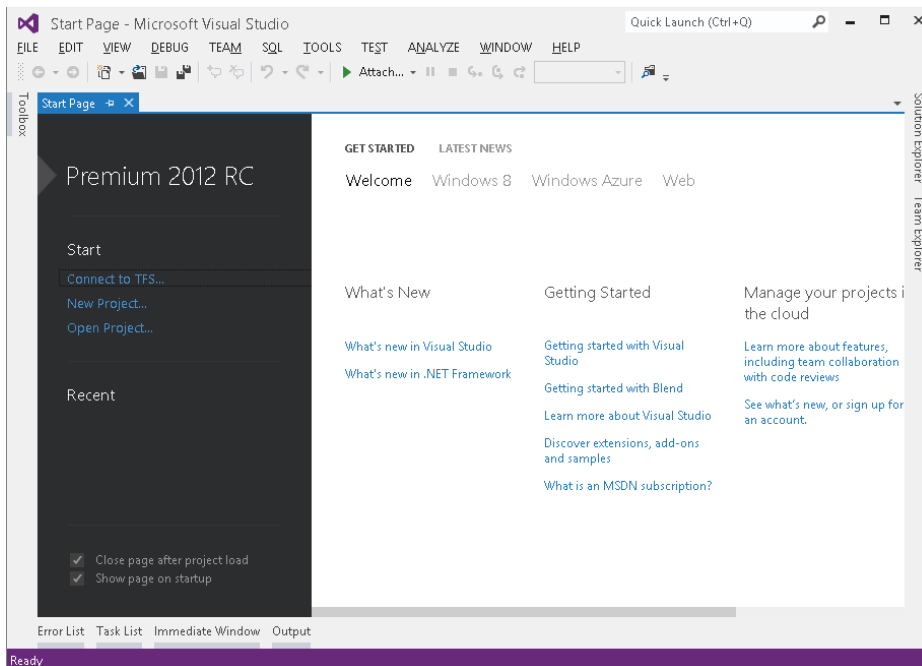 Start Page - Microsoft Visual Studio
Quick Launch (Ctrl+Q)
FILE EDIT VIEW DEBUG TEAM SQL TOOLS TEST ANALYZE WINDOW HELP
Attach...
Toolbox
Start Page
Solution Explorer
Team Explorer
Premium 2012 RC
Start
Connect to TFS...
New Project...
Open Project...
Recent
Close page after project load
Show page on startup
GET STARTED LATEST NEWS
Welcome Windows 8 Windows Azure Web
What's New
What's new in Visual Studio
What's new in .NET Framework
Getting Started
Getting started with Visual
Studio
Getting started with Blend
Learn more about Visual Studio
Discover extensions, add-ons
and samples
What is an MSDN subscription?
Manage your projects i
the cloud
Learn more about features,
including team collaboration
with code reviews
See what's new, or sign up for
an account.
Error List Task List Immediate Window Output
Ready